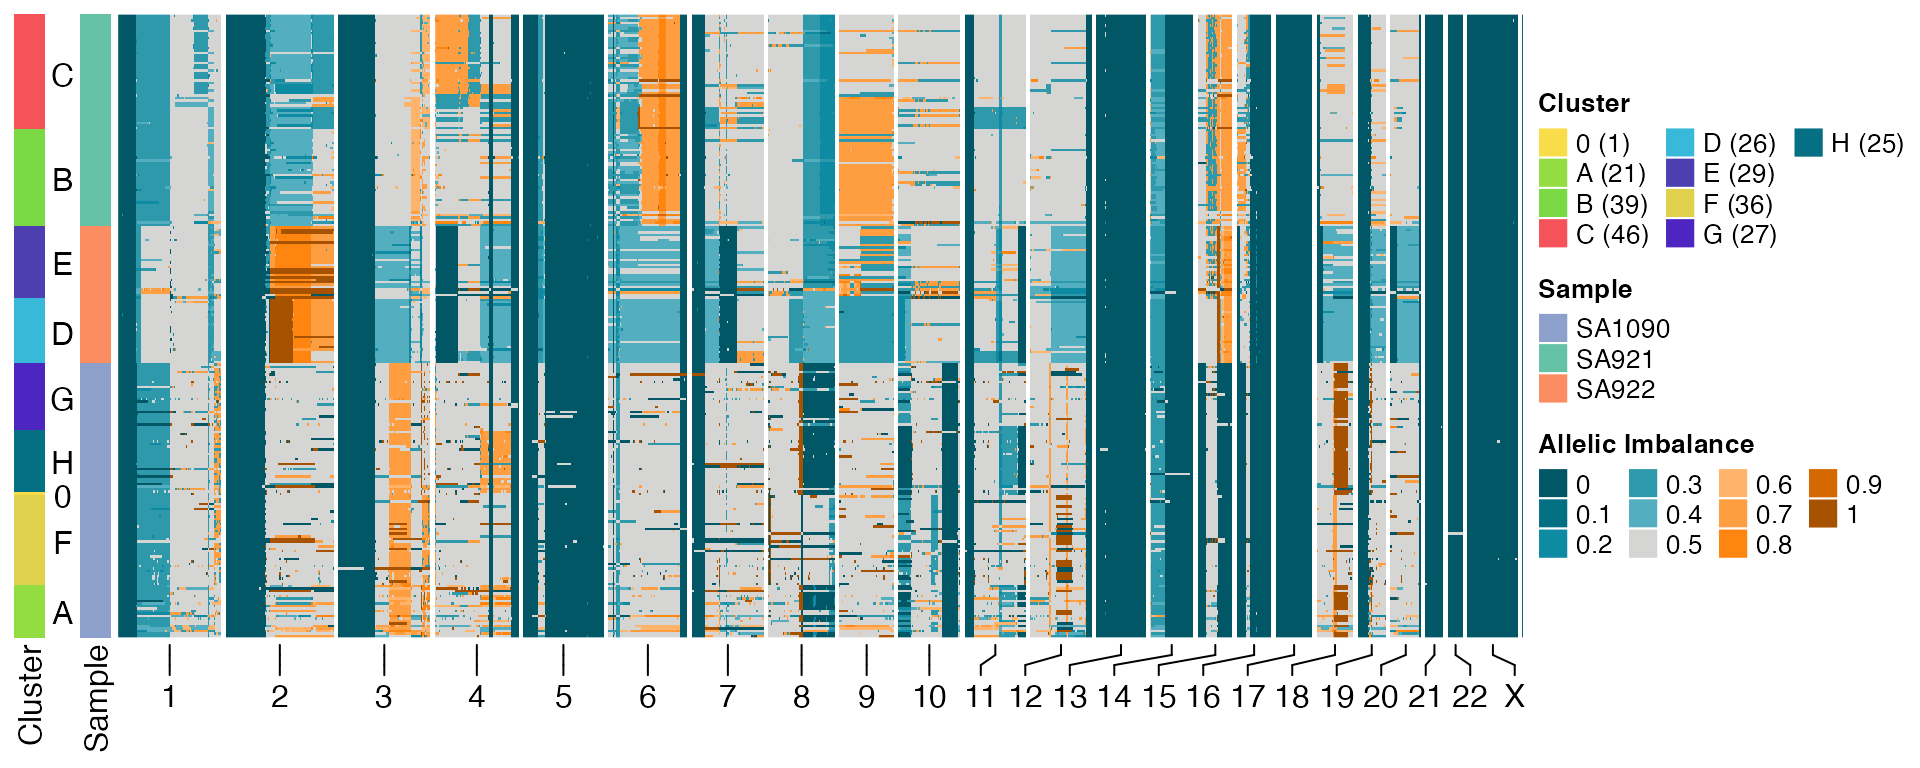 C
B
E
D
G
H
0
F
A
Cluster
Sample
1 2 3 4 5 6 7 8 9 10 11 12 13 14 15 16 17 18 19 20 21 22 X
Cluster
0 (1) D (26) H (25)
A (21) E (29)
B (39) F (36)
C (46) G (27)
Sample
SA1090
SA921
SA922
Allelic Imbalance
0 0.3 0.6 0.9
0.1 0.4 0.7 1
0.2 0.5 0.8